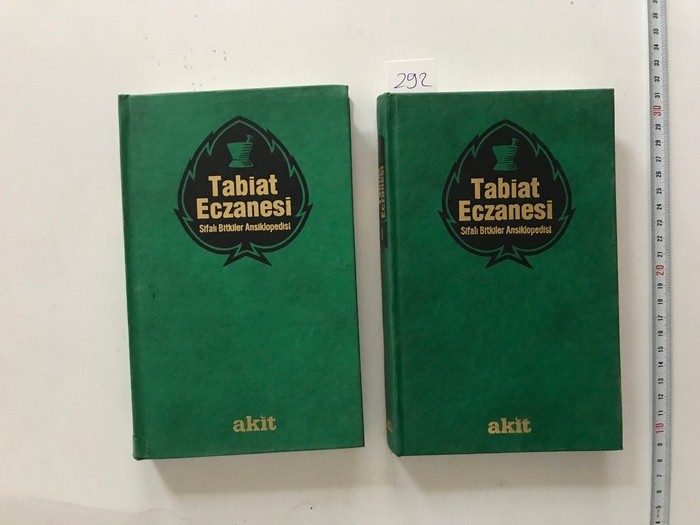 292
Tabiat
Eczanesi
Şifalı Bitkiler Ansiklopedisi
akit
Tabiat
Eczanesi
Şifalı Bitkiler Ansiklopedisi
akit